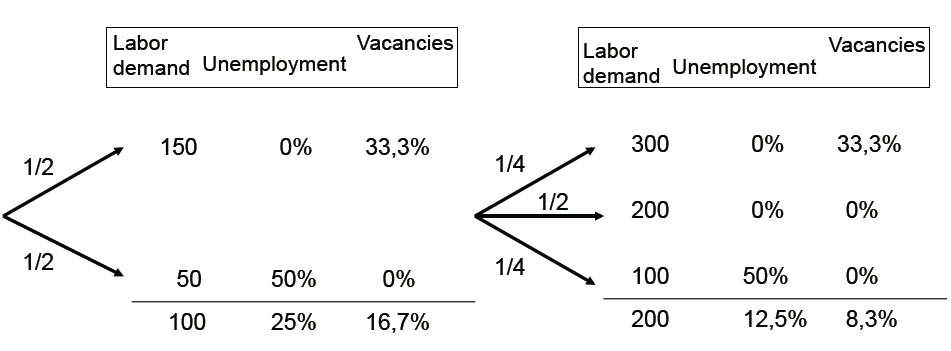 Labor demand Unemployment Vacancies
1/2 150 0% 33,3%
1/2 50 50% 0%
100 25% 16,7%
Labor demand Unemployment Vacancies
1/4 300 0% 33,3%
1/2 200 0% 0%
1/4 100 50% 0%
200 12,5% 8,3%